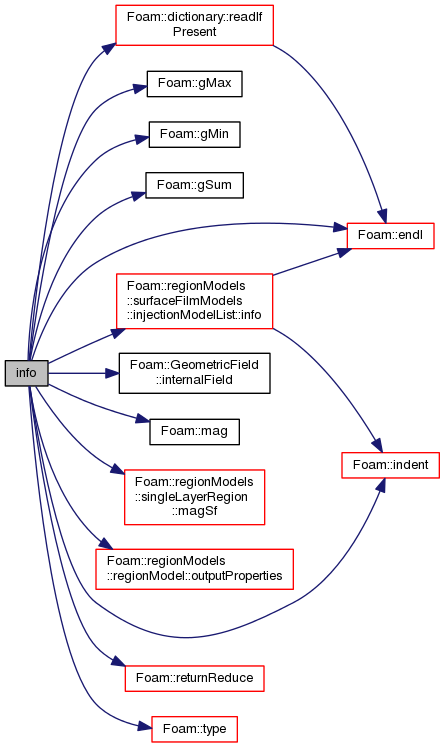 Foam::dictionary::readIf
Present
Foam::gMax
Foam::gMin
Foam::gSum
Foam::endl
Foam::regionModels
::surfaceFilmModels
::injectionModelList::info
info
Foam::GeometricField
::internalField
Foam::mag
Foam::indent
Foam::regionModels
::singleLayerRegion
::magSf
Foam::regionModels
::regionModel::outputProperties
Foam::returnReduce
Foam::type